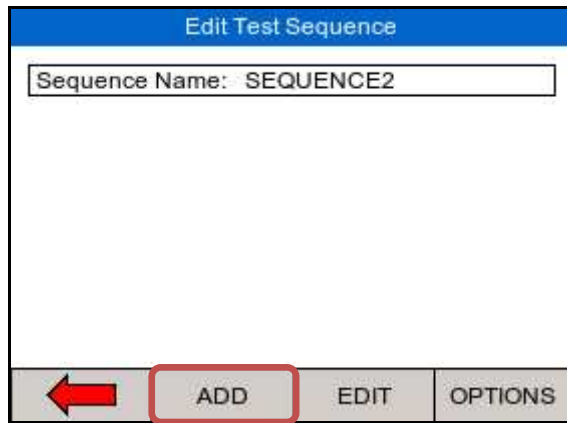 Edit Test Sequence
Sequence Name: SEQUENCE2
ADD EDIT OPTIONS